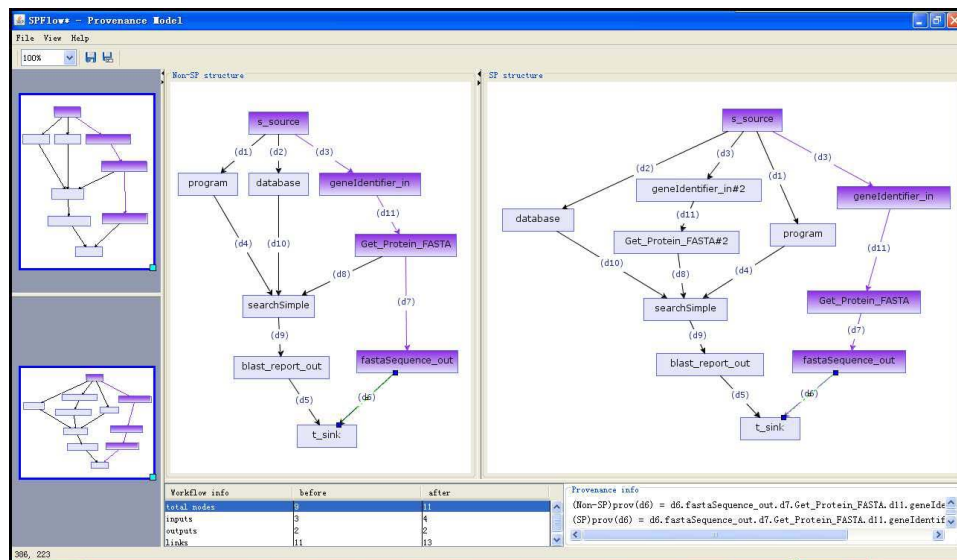 SPFlow* - Provenance Model
File View Help
100%
Non-SP structure
s_source
(d1) (d2) (d3)
program database geneIdentifier_in
(d11)
Get_Protein_FASTA
(d4) (d10) (d8)
(d7)
searchSimple
(d9)
blast_report_out fastaSequence_out
(d5) (d6)
t_sink
SP structure
s_source
(d2) (d3) (d1) (d3)
geneIdentifier_in#2 geneIdentifier_in
database (d11) program
Get_Protein_FASTA#2 (d11)
(d10) (d8) (d4)
searchSimple Get_Protein_FASTA
(d9) (d7)
blast_report_out fastaSequence_out
(d5) (d6)
t_sink
Workflow info before after
total nodes 9 11
inputs 3 4
outputs 2 2
links 11 13
Provenance info
(Non-SP)prov(d6) = d6.fastaSequence_out.d7.Get_Protein_FASTA.d11.geneIde
(SP)prov(d6) = d6.fastaSequence_out.d7.Get_Protein_FASTA.d11.geneIdentif
386, 223